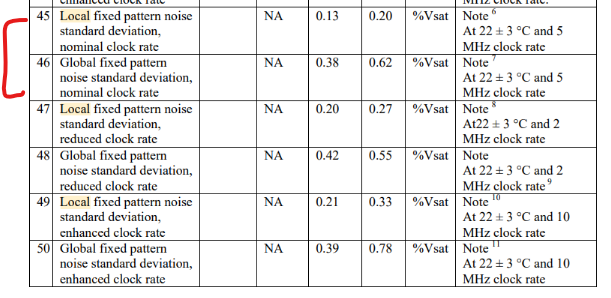 enhanced clock rate
MHz clock rate.
45 Local fixed pattern noise standard deviation, nominal clock rate NA 0.13 0.20 %Vsat Note 6 At 22 ± 3 °C and 5 MHz clock rate
46 Global fixed pattern noise standard deviation, nominal clock rate NA 0.38 0.62 %Vsat Note 7 At 22 ± 3 °C and 5 MHz clock rate
47 Local fixed pattern noise standard deviation, reduced clock rate NA 0.20 0.27 %Vsat Note 8 At22 ± 3 °C and 2 MHz clock rate
48 Global fixed pattern noise standard deviation, reduced clock rate NA 0.42 0.55 %Vsat Note At 22 ± 3 °C and 2 MHz clock rate 9
49 Local fixed pattern noise standard deviation, enhanced clock rate NA 0.21 0.33 %Vsat Note 10 At 22 ± 3 °C and 10 MHz clock rate
50 Global fixed pattern noise standard deviation, enhanced clock rate NA 0.39 0.78 %Vsat Note 11 At 22 ± 3 °C and 10 MHz clock rate